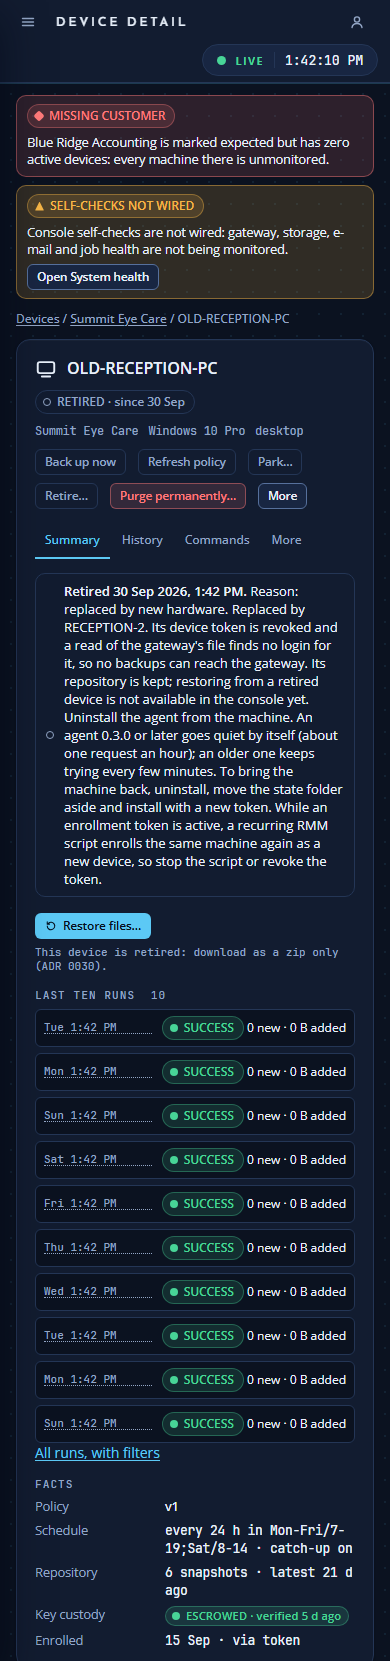 DEVICE DETAIL
LIVE 1:42:10 PM
MISSING CUSTOMER
Blue Ridge Accounting is marked expected but has zero
active devices: every machine there is unmonitored.
SELF-CHECKS NOT WIRED
Console self-checks are not wired: gateway, storage, e-
mail and job health are not being monitored.
Open System health
Devices / Summit Eye Care / OLD-RECEPTION-PC
OLD-RECEPTION-PC
RETIRED · since 30 Sep
Summit Eye Care Windows 10 Pro desktop
Back up now Refresh policy Park...
Retire... Purge permanently... More
Summary History Commands More
Retired 30 Sep 2026, 1:42 PM. Reason:
replaced by new hardware. Replaced by
RECEPTION-2. Its device token is revoked and
a read of the gateway's file finds no login for
it, so no backups can reach the gateway. Its
repository is kept; restoring from a retired
device is not available in the console yet.
Uninstall the agent from the machine. An
agent 0.3.0 or later goes quiet by itself (about
one request an hour); an older one keeps
trying every few minutes. To bring the
machine back, uninstall, move the state folder
aside and install with a new token. While an
enrollment token is active, a recurring RMM
script enrolls the same machine again as a
new device, so stop the script or revoke the
token.
Restore files...
This device is retired: download as a zip only
(ADR 0030).
LAST TEN RUNS 10
Tue 1:42 PM SUCCESS 0 new · 0 B added
Mon 1:42 PM SUCCESS 0 new · 0 B added
Sun 1:42 PM SUCCESS 0 new · 0 B added
Sat 1:42 PM SUCCESS 0 new · 0 B added
Fri 1:42 PM SUCCESS 0 new · 0 B added
Thu 1:42 PM SUCCESS 0 new · 0 B added
Wed 1:42 PM SUCCESS 0 new · 0 B added
Tue 1:42 PM SUCCESS 0 new · 0 B added
Mon 1:42 PM SUCCESS 0 new · 0 B added
Sun 1:42 PM SUCCESS 0 new · 0 B added
All runs, with filters
FACTS
Policy v1
Schedule every 24 h in Mon-Fri/7-
19;Sat/8-14 · catch-up on
Repository 6 snapshots · latest 21 d
ago
Key custody ESCROWED · verified 5 d ago
Enrolled 15 Sep · via token